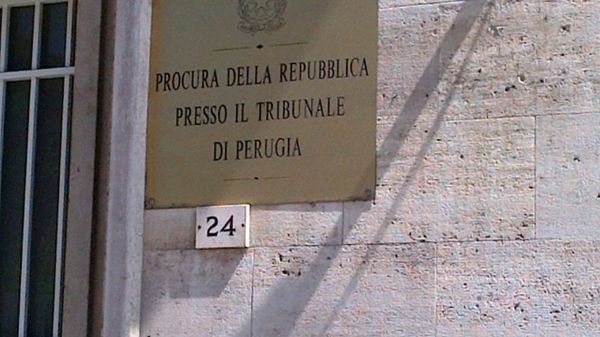 PROCURA DELLA REPUBBLICA
PRESSO IL TRIBUNALE
DI PERUGIA
24